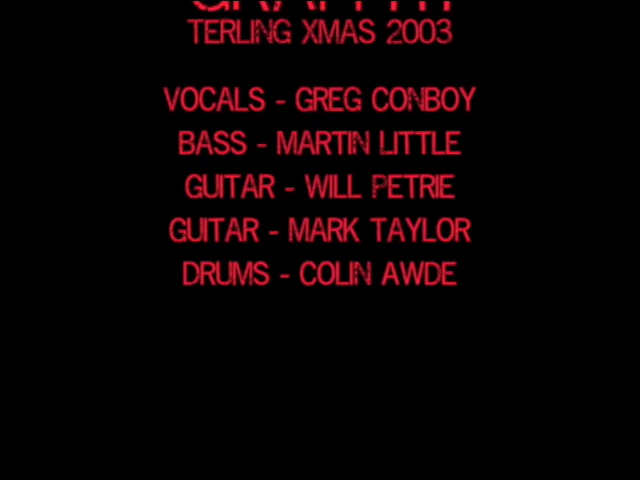 TERLING XMAS 2003
VOCALS - GREG CONBOY
BASS - MARTIN LITTLE
GUITAR - WILL PETRIE
GUITAR - MARK TAYLOR
DRUMS - COLIN AWDE